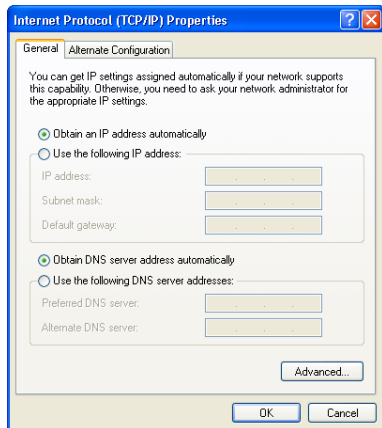 Internet Protocol (TCP/IP) Properties
General Alternate Configuration
You can get IP settings assigned automatically if your network supports
this capability. Otherwise, you need to ask your network administrator for
the appropriate IP settings.
Obtain an IP address automatically
Use the following IP address:
IP address:
Subnet mask:
Default gateway:
Obtain DNS server address automatically
Use the following DNS server addresses:
Preferred DNS server:
Alternate DNS server:
Advanced...
OK Cancel